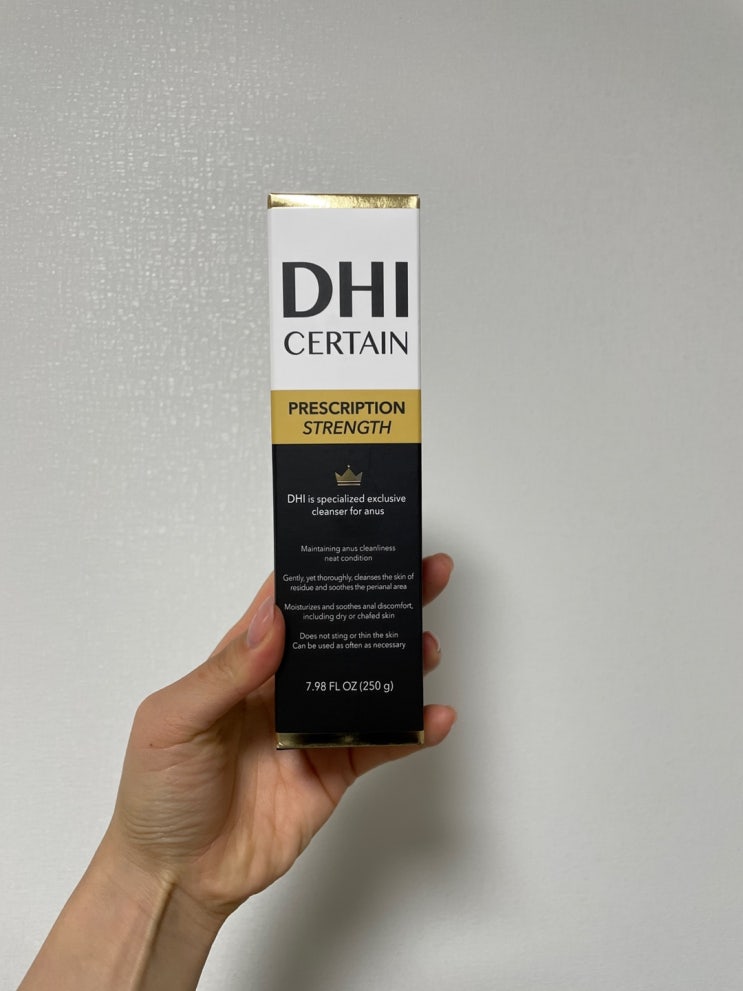 DHI
CERTAIN
PRESCRIPTION
STRENGTH
DHI is specialized exclusive
cleanser for anus
Maintaining anus cleanliness
neat condition
Gently, yet thoroughly, cleanses the skin of
residue and soothes the perianal area
Moisturizes and soothes anal discomfort,
including dry or chafed skin
Does not sting or thin the skin
Can be used as often as necessary
7.98 FL OZ (250 g)